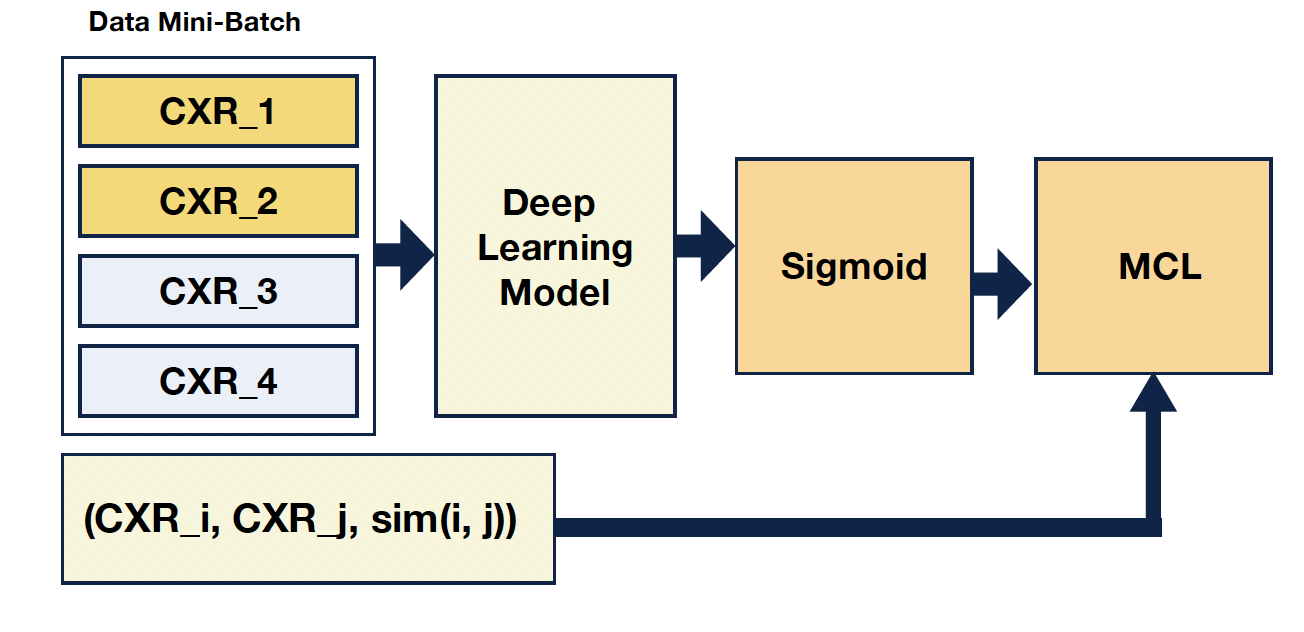 Data Mini-Batch
CXR_1
CXR_2
CXR_3
CXR_4
Deep
Learning
Model
Sigmoid
MCL
(CXR_i, CXR_j, sim(i, j))